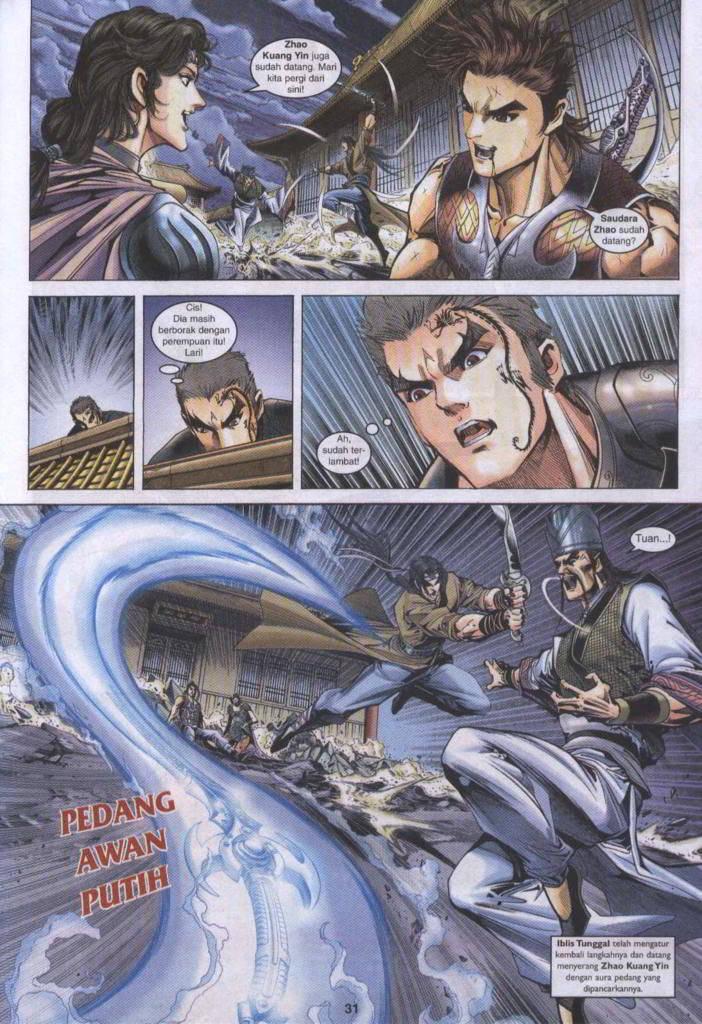 Zhao
Kuang Yin juga
sudah datang. Mari
kita pergi dari
sini!
Saudara
Zhao sudah
datang?
Cis!
Dia masih
berborak dengan
perempuan itu!
Lari!
Ah,
sudah ter-
lambat!
Tuan...!
PEDANG
AWAN
PUTIH
Iblis Tunggal telah mengatur
kembali langkahnya dan datang
menyerang Zhao Kuang Yin
dengan aura pedang yang
dipancarkannya.
31